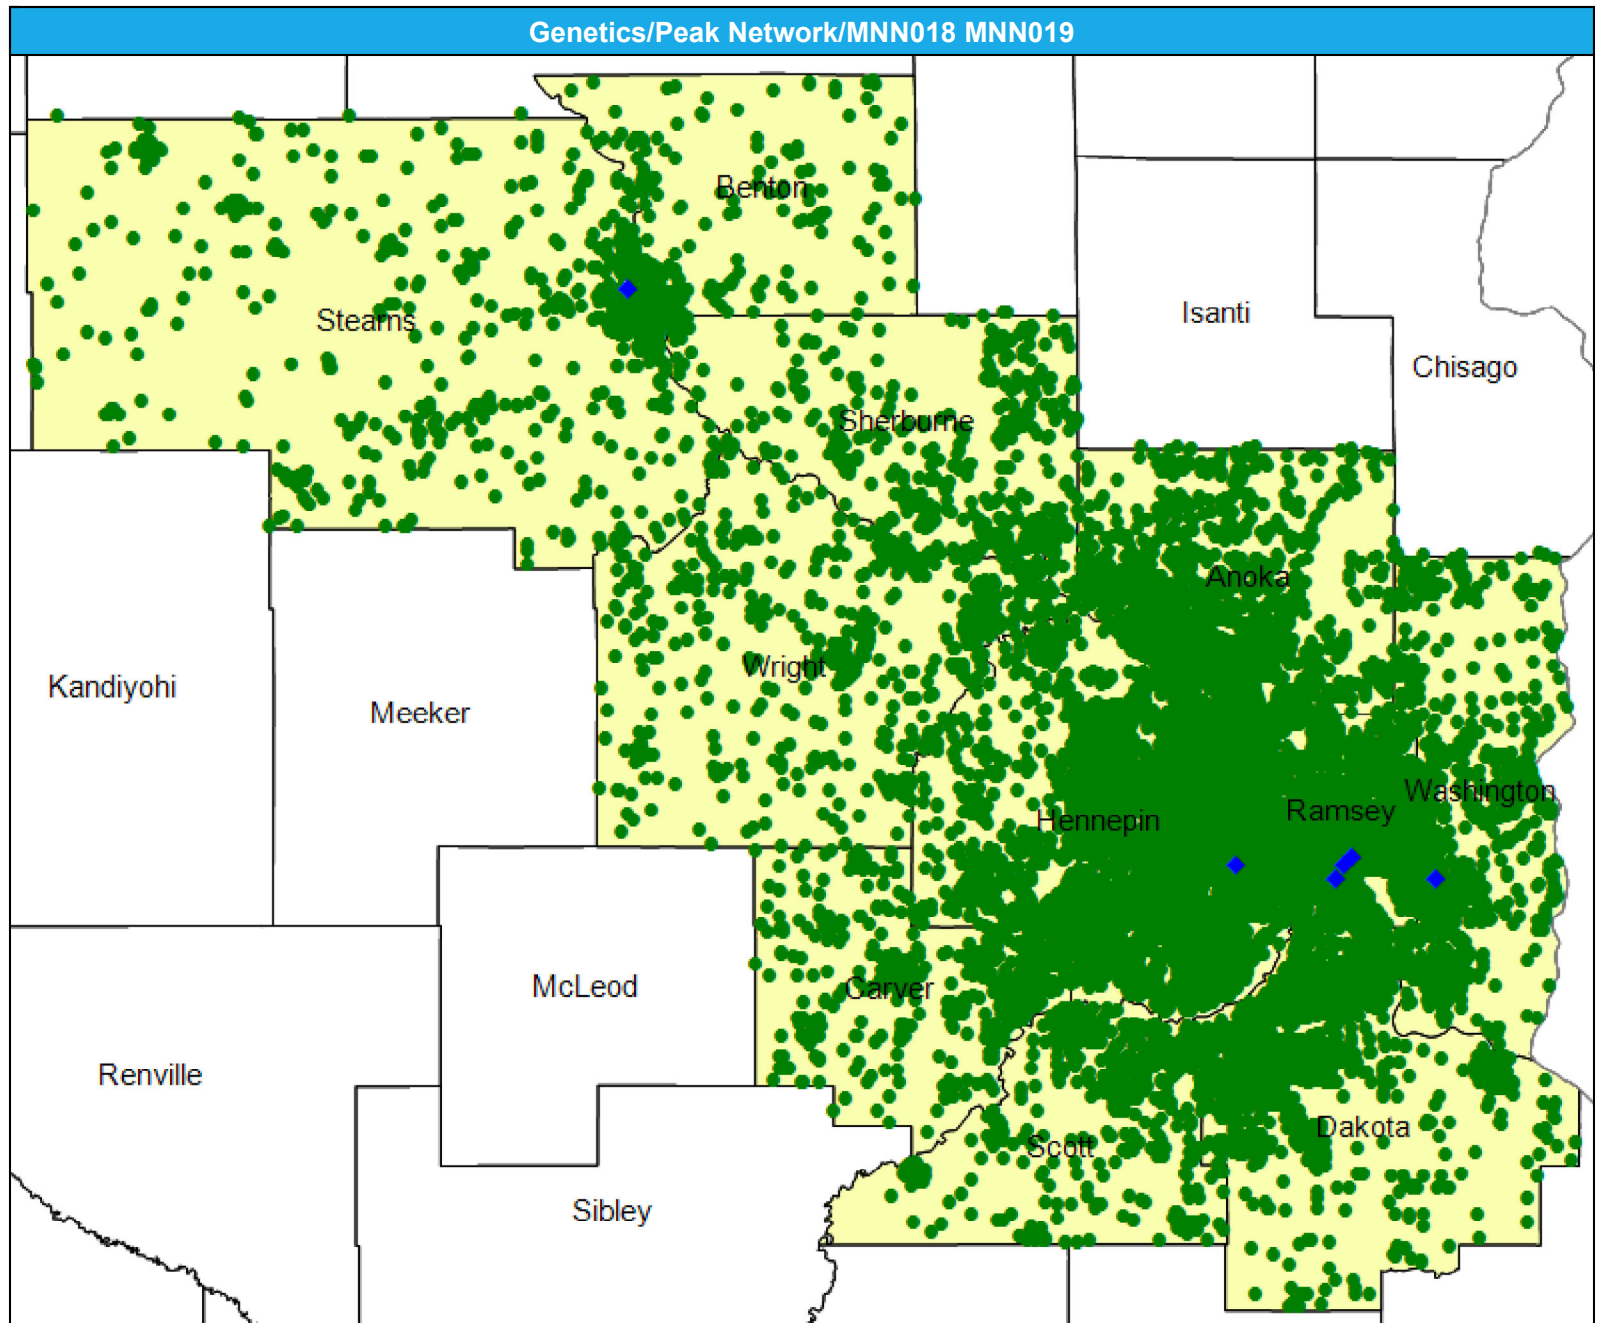 Genetics/Peak Network/MNN018 MNN019
Benton
Isanti
Stearns
Chisago
Sherburne
Anoka
Wright
Kandiyohi
Meeker
Washington
Ramsey
Hennepin
McLeod
Carver
Renville
Dakota
Scott
Sibley